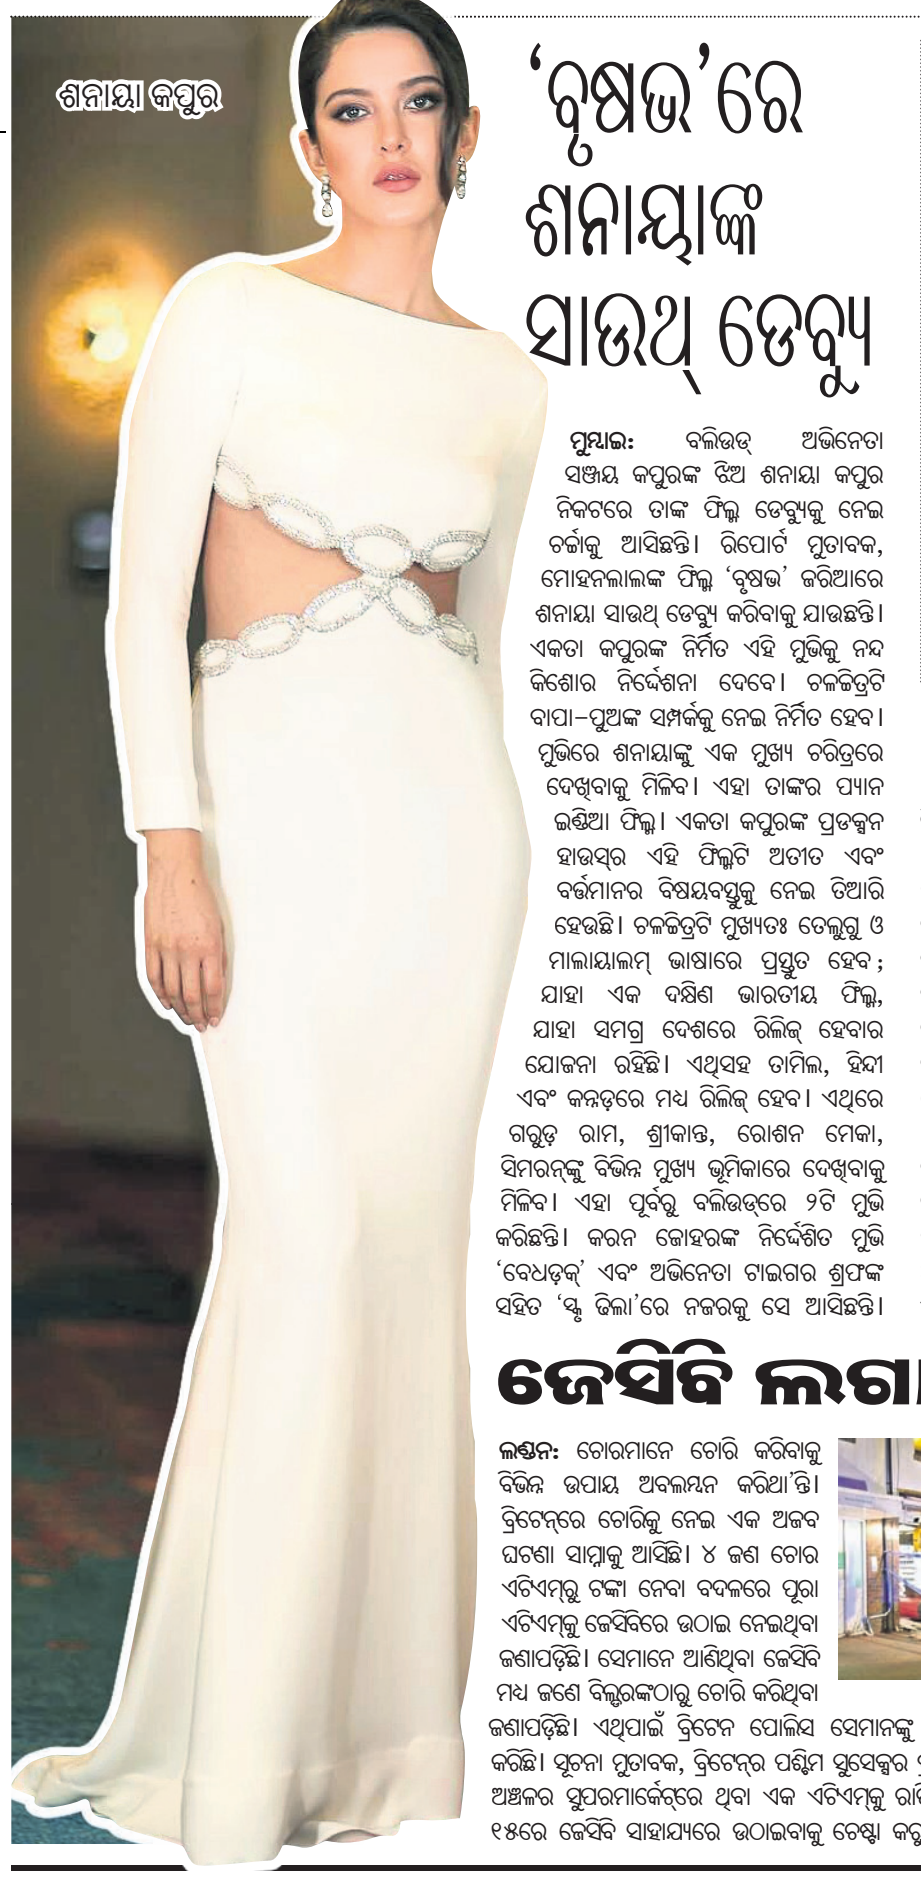 ଶନାୟା କପୁର
‘ବୃଷଭ’ରେ
ଶନାୟାଙ୍କ
ସାଉଥ୍ ଡେବ୍ୟୁ
ମୁମ୍ବାଇ: ବଲିଉଡ୍ ଅଭିନେତା
ସଞ୍ଜୟ କପୁରଙ୍କ ଝିଅ ଶନାୟା କପୁର
ନିକଟରେ ତାଙ୍କ ଫିଲ୍ମ ଡେବ୍ୟୁକୁ ନେଇ
ଚର୍ଚ୍ଚାକୁ ଆସିଛନ୍ତି। ରିପୋର୍ଟ ମୁତାବକ,
ମୋହନଲାଲଙ୍କ ଫିଲ୍ମ ‘ବୃଷଭ’ ଜରିଆରେ
ଶନାୟା ସାଉଥ୍ ଡେବ୍ୟୁ କରିବାକୁ ଯାଉଛନ୍ତି।
ଏକତା କପୁରଙ୍କ ନିର୍ମିତ ଏହି ମୁଭିକୁ ନନ୍ଦ
କିଶୋର ନିର୍ଦ୍ଦେଶନା ଦେବେ। ଚଳଚ୍ଚିତ୍ରଟି
ବାପା-ପୁଅଙ୍କ ସମ୍ପର୍କକୁ ନେଇ ନିର୍ମିତ ହେବ।
ମୁଭିରେ ଶନାୟାଙ୍କୁ ଏକ ମୁଖ୍ୟ ଚରିତ୍ରରେ
ଦେଖିବାକୁ ମିଳିବ। ଏହା ତାଙ୍କର ପ୍ୟାନ
ଇଣ୍ଡିଆ ଫିଲ୍ମ। ଏକତା କପୁରଙ୍କ ପ୍ରଡକ୍ସନ
ହାଉସ୍‌ର ଏହି ଫିଲ୍ମଟି ଅତୀତ ଏବଂ
ବର୍ତ୍ତମାନର ବିଷୟବସ୍ତୁକୁ ନେଇ ତିଆରି
ହେଉଛି। ଚଳଚ୍ଚିତ୍ରଟି ମୁଖ୍ୟତଃ ତେଲୁଗୁ ଓ
ମାଲାୟାଲମ୍ ଭାଷାରେ ପ୍ରସ୍ତୁତ ହେବ;
ଯାହା ଏକ ଦକ୍ଷିଣ ଭାରତୀୟ ଫିଲ୍ମ,
ଯାହା ସମଗ୍ର ଦେଶରେ ରିଲିଜ୍ ହେବାର
ଯୋଜନା ରହିଛି। ଏଥିସହ ତାମିଲ, ହିନ୍ଦୀ
ଏବଂ କନ୍ନଡ଼ରେ ମଧ୍ୟ ରିଲିଜ୍ ହେବ। ଏଥିରେ
ଗରୁଡ଼ ରାମ, ଶ୍ରୀକାନ୍ତ, ରୋଶନ ମେକା,
ସିମରନ୍‌ଙ୍କୁ ବିଭିନ୍ନ ମୁଖ୍ୟ ଭୂମିକାରେ ଦେଖିବାକୁ
ମିଳିବ। ଏହା ପୂର୍ବରୁ ବଲିଉଡ୍‌ରେ ୨ଟି ମୁଭି
କରିଛନ୍ତି। କରନ ଜୋହରଙ୍କ ନିର୍ଦ୍ଦେଶିତ ମୁଭି
‘ବେଧଡ଼କ୍’ ଏବଂ ଅଭିନେତା ଟାଇଗର ଶ୍ରଫଙ୍କ
ସହିତ ‘ସ୍କ୍ରୁ ଢିଲା’ରେ ନଜରକୁ ସେ ଆସିଛନ୍ତି।
ଜେସିବି ଲଗା
ଲଣ୍ଡନ: ଚୋରମାନେ ଚୋରି କରିବାକୁ
ବିଭିନ୍ନ ଉପାୟ ଅବଲମ୍ବନ କରିଥା’ନ୍ତି।
ବ୍ରିଟେନ୍‌ରେ ଚୋରିକୁ ନେଇ ଏକ ଅଜବ
ଘଟଣା ସାମ୍ନାକୁ ଆସିଛି। ୪ ଜଣ ଚୋର
ଏଟିଏମ୍‌ରୁ ଟଙ୍କା ନେବା ବଦଳରେ ପୂରା
ଏଟିଏମ୍‌କୁ ଜେସିବିରେ ଉଠାଇ ନେଇଥିବା
ଜଣାପଡ଼ିଛି। ସେମାନେ ଆଣିଥିବା ଜେସିବି
ମଧ୍ୟ ଜଣେ ବିଲ୍ଡରଙ୍କଠାରୁ ଚୋରି କରିଥିବା
ଜଣାପଡ଼ିଛି। ଏଥିପାଇଁ ବ୍ରିଟେନ ପୋଲିସ ସେମାନଙ୍କୁ
କରିଛି। ସୂଚନା ମୁତାବକ, ବ୍ରିଟେନ୍‌ର ପଶ୍ଚିମ ସୁସେକ୍ସର
ଅଞ୍ଚଳର ସୁପରମାର୍କେଟ୍‌ରେ ଥିବା ଏକ ଏଟିଏମ୍‌କୁ
୧୫ରେ ଜେସିବି ସାହାଯ୍ୟରେ ଉଠାଇବାକୁ ଚେଷ୍ଟା